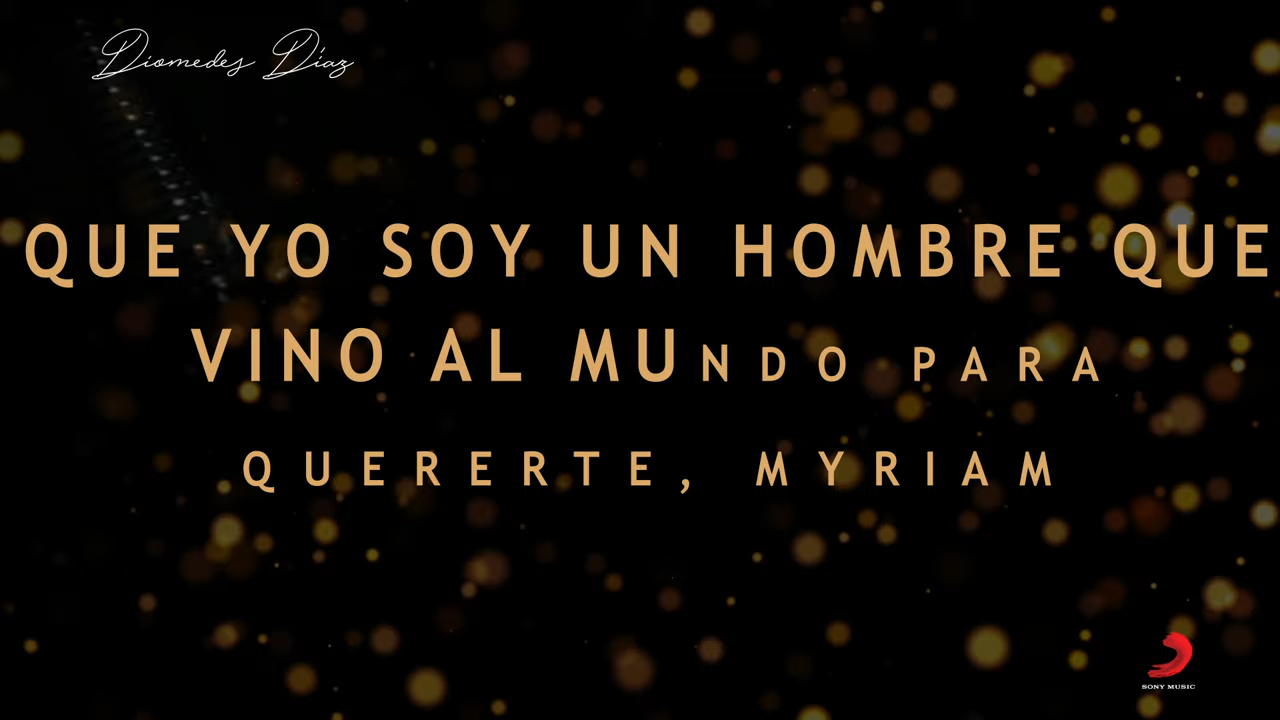 Diomedes Díaz
QUE YO SOY UN HOMBRE QUE
VINO AL MUNDO PARA
QUERERTE, MYRIAM
SONY MUSIC